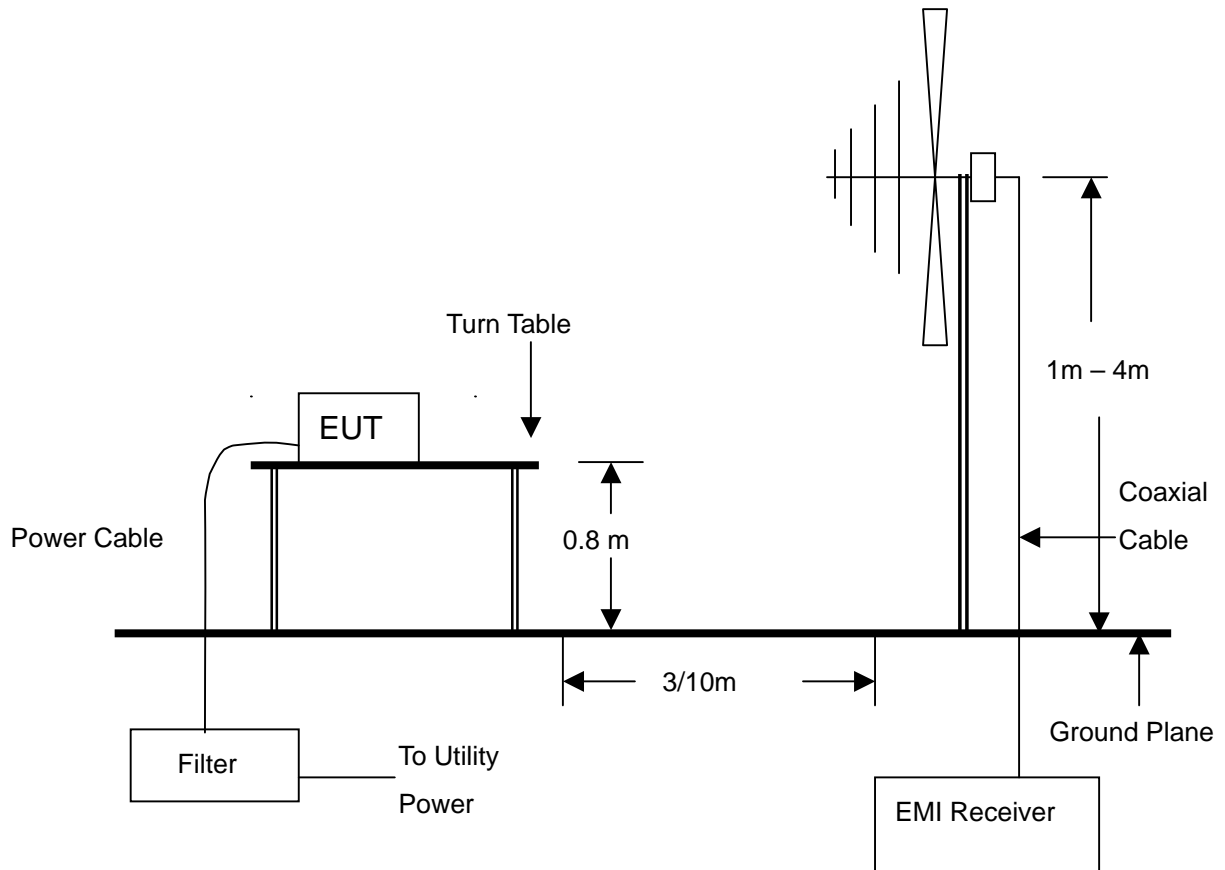 Turn Table
1m – 4m
EUT
Coaxial
Cable
Power Cable
0.8 m
3/10m
Ground Plane
Filter
To Utility
Power
EMI Receiver